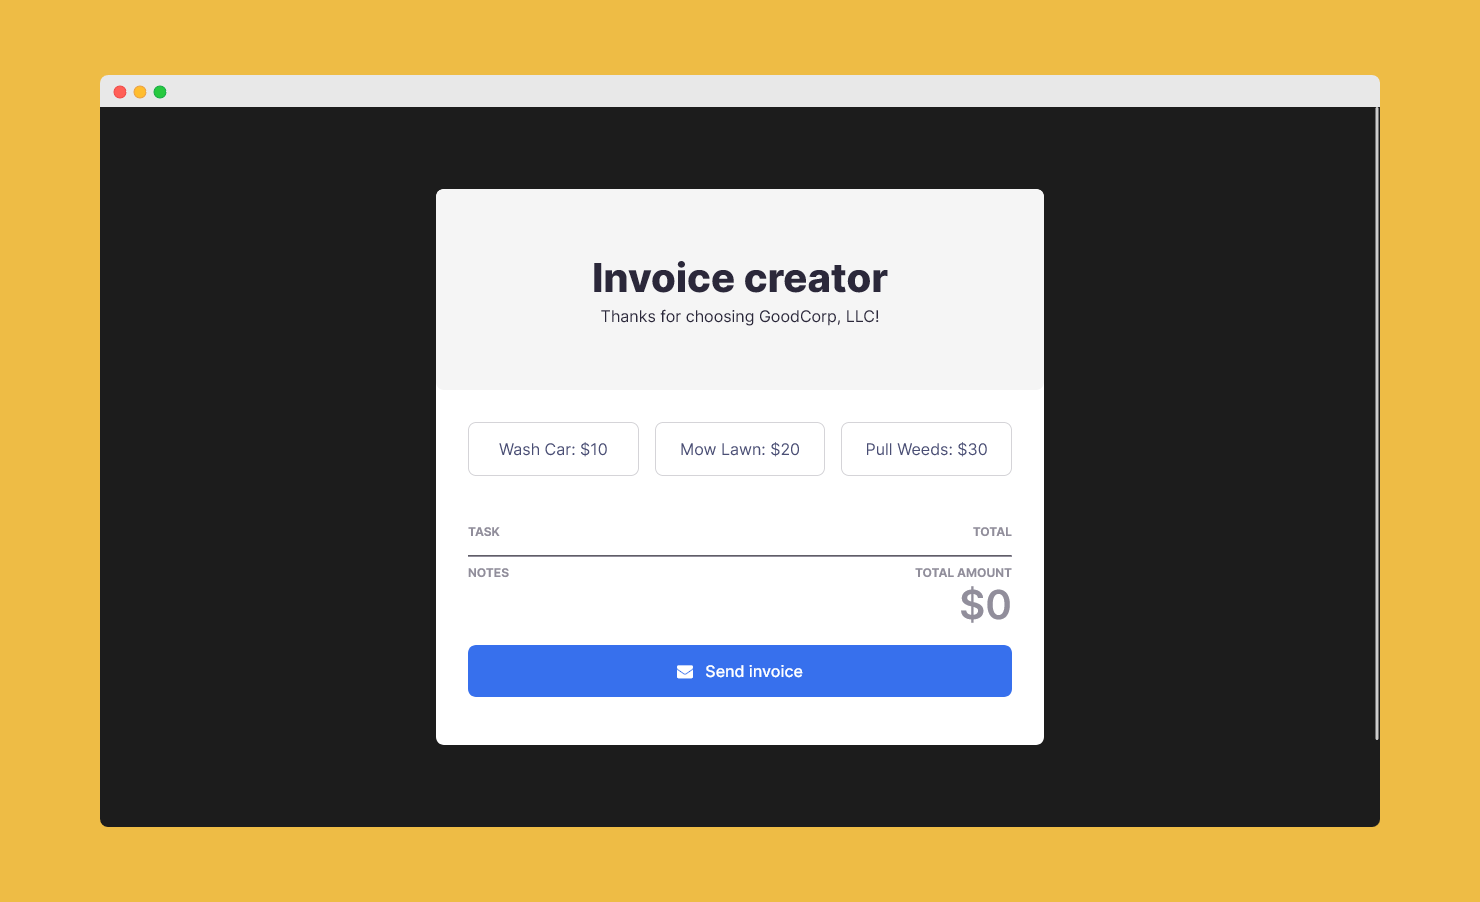 Invoice creator
Thanks for choosing GoodCorp, LLC!
Wash Car: $10
Mow Lawn: $20
Pull Weeds: $30
TASK
TOTAL
NOTES
TOTAL AMOUNT
$0
Send invoice